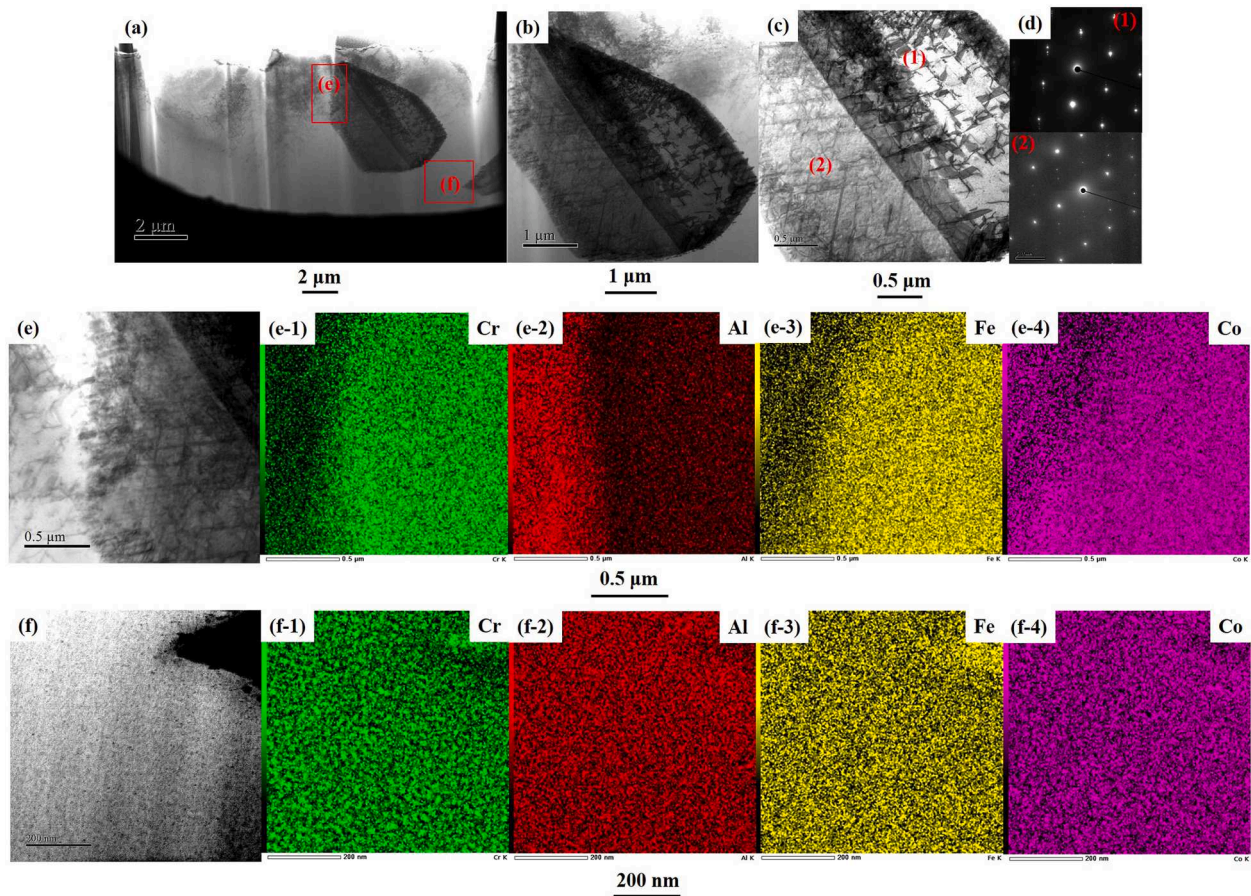 (a)
(e)
(f)
2 μm
2 μm
(b)
1 μm
1 μm
(c)
(1)
(2)
0.5 μm
0.5 μm
(d)
(1)
(2)
(e)
0.5 μm
(e-1)
Cr
0.5 μm
Cr K
(e-2)
Al
0.5 μm
Al K
(e-3)
Fe
0.5 μm
Fe K
(e-4)
Co
0.5 μm
Co K
0.5 μm
(f)
200 nm
(f-1)
Cr
200 nm
Cr K
(f-2)
Al
200 nm
Al K
(f-3)
Fe
200 nm
Fe K
(f-4)
Co
200 nm
Co K
200 nm